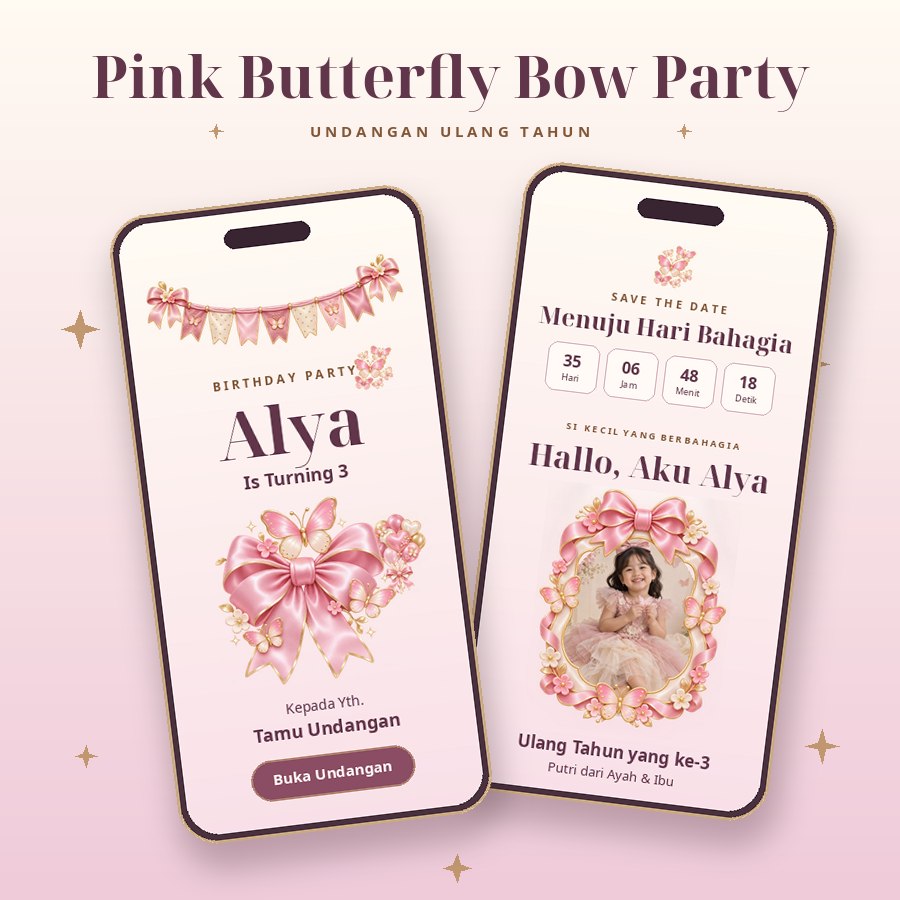 Pink Butterfly Bow Party
UNDANGAN ULANG TAHUN
BIRTHDAY PARTY
Alya
Is Turning 3
Kepada Yth.
Tamu Undangan
Buka Undangan
SAVE THE DATE
Menuju Hari Bahagia
35 06 48 18
Hari Jam Menit Detik
SI KECIL YANG BERBAHAGIA
Hallo, Aku Alya
Ulang Tahun yang ke-3
Putri dari Ayah & Ibu